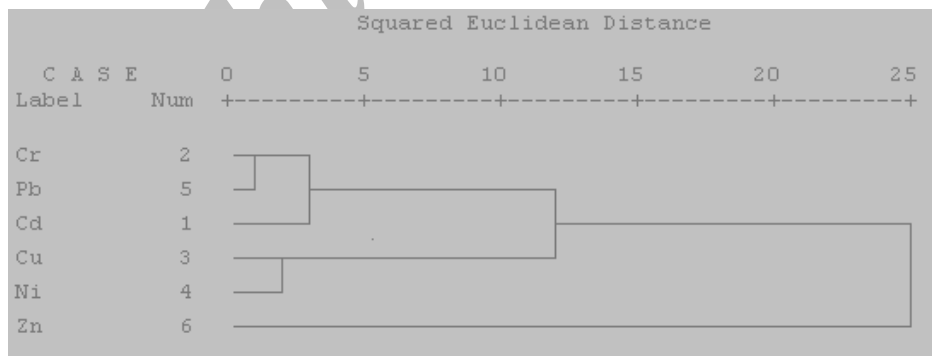 Squared Euclidean Distance
C A S E 0 5 10 15 20 25
Label Num +---------+---------+---------+---------+---------+
Cr 2
Pb 5
Cd 1
Cu 3
Ni 4
Zn 6